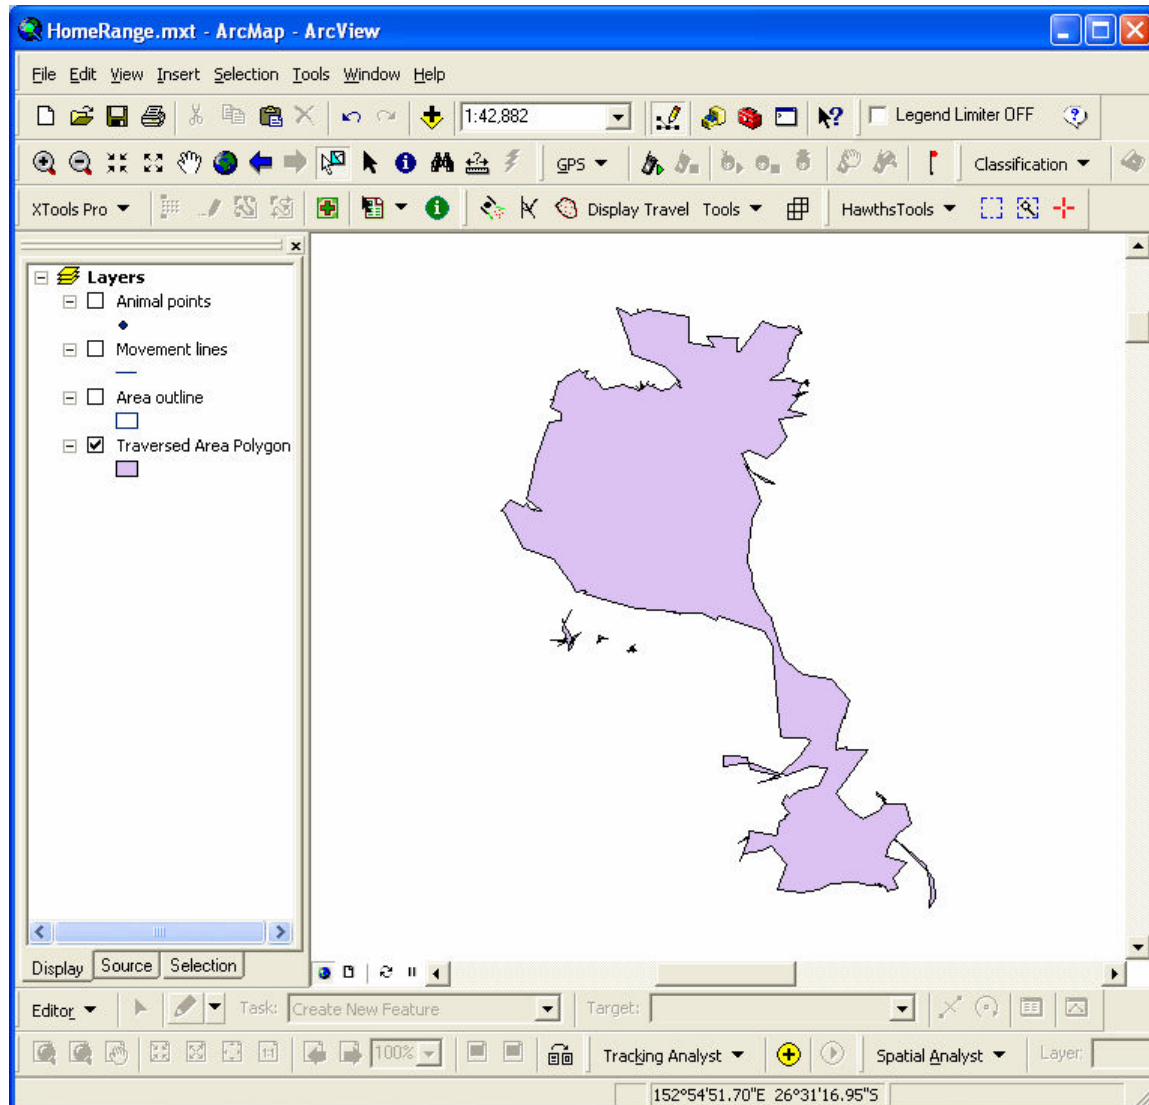 HomeRange.mxt - ArcMap - ArcView
File Edit View Insert Selection Tools Window Help
1:42,882 Legend Limiter OFF
GPS Classification
XTools Pro Display Travel Tools HawthsTools
Layers
Animal points
Movement lines
Area outline
Traversed Area Polygon
Display Source Selection
Editor Task: Create New Feature Target:
100% Tracking Analyst Spatial Analyst Layer:
152°54'51.70"E 26°31'16.95"S